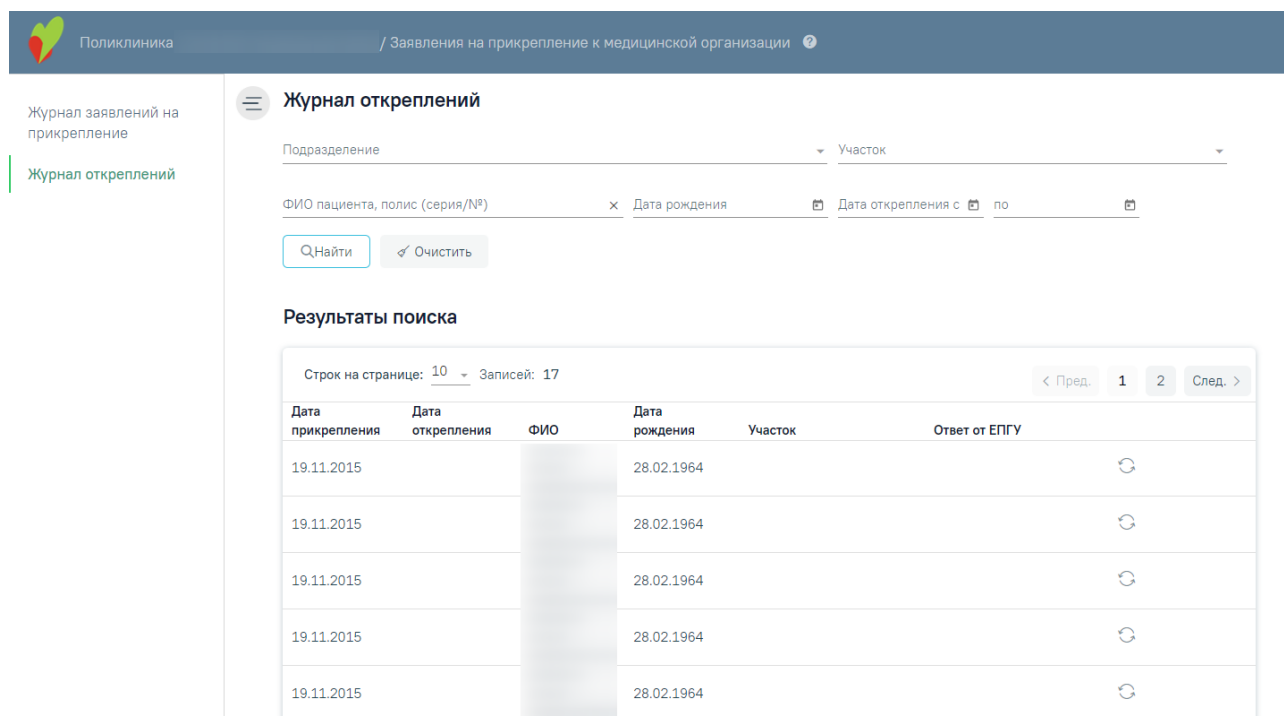 Поликлиника / Заявления на прикрепление к медицинской организации ?
Журнал заявлений на
прикрепление
Журнал откреплений
Журнал откреплений
Подразделение Участок
ФИО пациента, полис (серия/№) Дата рождения Дата открепления с по
Найти Очистить
Результаты поиска
Строк на странице: 10 Записей: 17 < Пред. 1 2 След. >
Дата Дата Дата
прикрепления открепления ФИО рождения Участок Ответ от ЕПГУ
19.11.2015 28.02.1964
19.11.2015 28.02.1964
19.11.2015 28.02.1964
19.11.2015 28.02.1964
19.11.2015 28.02.1964